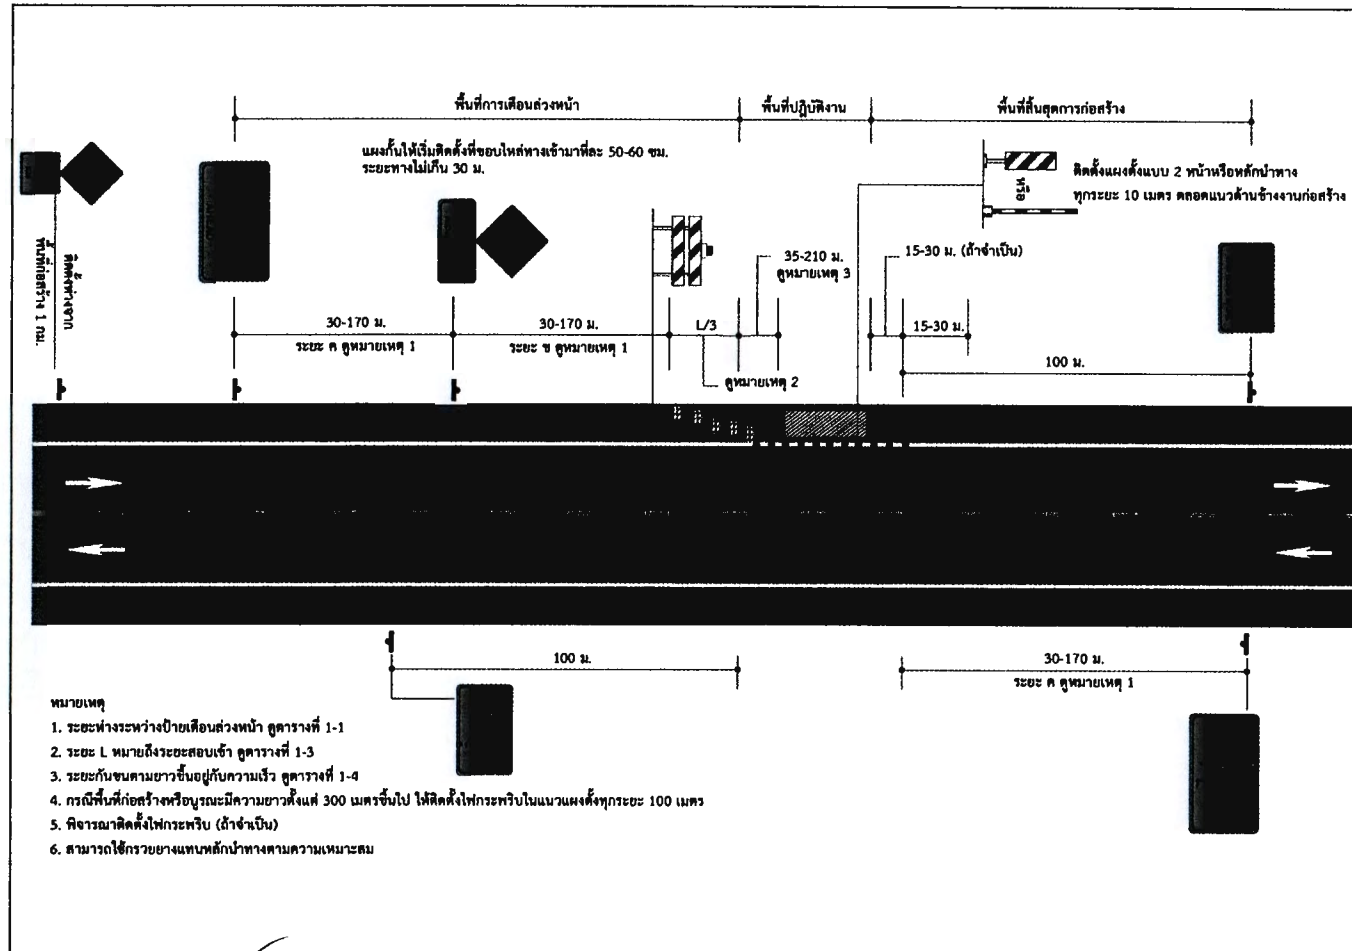 พื้นที่การเตือนล่วงหน้า
พื้นที่ปฏิบัติงาน
พื้นที่สิ้นสุดการก่อสร้าง
แผงกั้นให้เริ่มติดตั้งที่ขอบไหล่ทางเข้ามาทีละ 50-60 ซม.
ระยะทางไม่เกิน 30 ม.
หรือ
ติดตั้งแผงตั้งแบบ 2 หน้าหรือหลักนำทาง
ทุกระยะ 10 เมตร ตลอดแนวด้านข้างงานก่อสร้าง
ติดตั้งห่างจาก
พื้นที่ก่อสร้าง 1 กม.
35-210 ม.
ดูหมายเหตุ 3
15-30 ม. (ถ้าจำเป็น)
30-170 ม.
ระยะ ค ดูหมายเหตุ 1
30-170 ม.
ระยะ ข ดูหมายเหตุ 1
L/3
15-30 ม.
100 ม.
ดูหมายเหตุ 2
100 ม.
30-170 ม.
ระยะ ค ดูหมายเหตุ 1
หมายเหตุ
1. ระยะห่างระหว่างป้ายเตือนล่วงหน้า ดูตารางที่ 1-1
2. ระยะ L หมายถึงระยะสอบเข้า ดูตารางที่ 1-3
3. ระยะกันชนตามยาวขึ้นอยู่กับความเร็ว ดูตารางที่ 1-4
4. กรณีพื้นที่ก่อสร้างหรือบูรณะมีความยาวตั้งแต่ 300 เมตรขึ้นไป ให้ติดตั้งไฟกระพริบในแนวแผงตั้งทุกระยะ 100 เมตร
5. พิจารณาติดตั้งไฟกระพริบ (ถ้าจำเป็น)
6. สามารถใช้กรวยยางแทนหลักนำทางตามความเหมาะสม